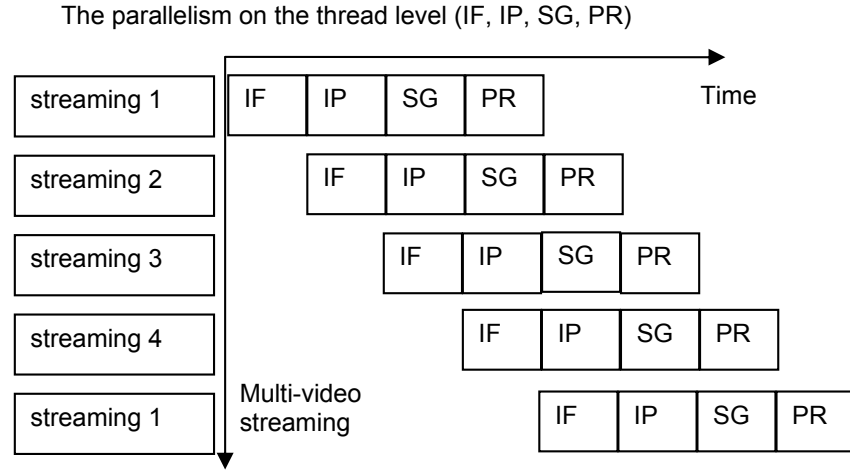 The parallelism on the thread level (IF, IP, SG, PR)
Time
streaming 1 IF IP SG PR
streaming 2 IF IP SG PR
streaming 3 IF IP SG PR
streaming 4 IF IP SG PR
Multi-video
streaming
streaming 1 IF IP SG PR